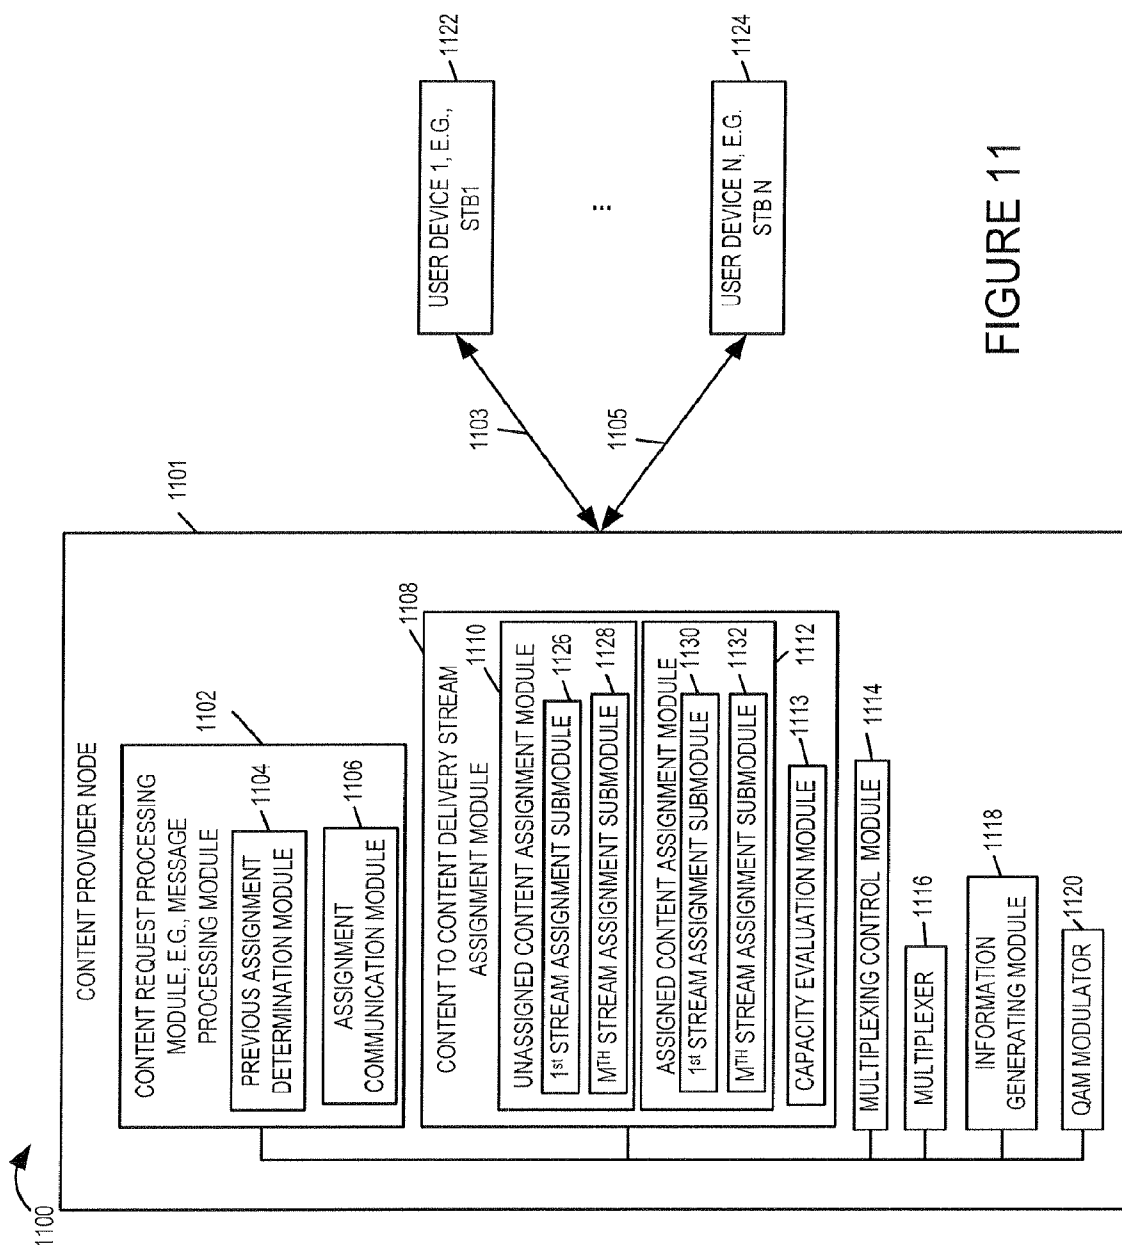 1100
CONTENT PROVIDER NODE
1101
CONTENT REQUEST PROCESSING
MODULE, E.G., MESSAGE
PROCESSING MODULE
1102
PREVIOUS ASSIGNMENT
DETERMINATION MODULE
1104
ASSIGNMENT
COMMUNICATION MODULE
1106
CONTENT TO CONTENT DELIVERY STREAM
ASSIGNMENT MODULE
1108
UNASSIGNED CONTENT ASSIGNMENT MODULE
1110
1st STREAM ASSIGNMENT SUBMODULE
1126
MTH STREAM ASSIGNMENT SUBMODULE
1128
ASSIGNED CONTENT ASSIGNMENT MODULE
1st STREAM ASSIGNMENT SUBMODULE
1130
MTH STREAM ASSIGNMENT SUBMODULE
1132
1112
CAPACITY EVALUATION MODULE
1113
MULTIPLEXING CONTROL MODULE
1114
MULTIPLEXER
1116
INFORMATION
GENERATING MODULE
1118
QAM MODULATOR
1120
1103
1105
USER DEVICE 1, E.G.,
STB1
1122
...
USER DEVICE N, E.G.
STB N
1124
FIGURE 11